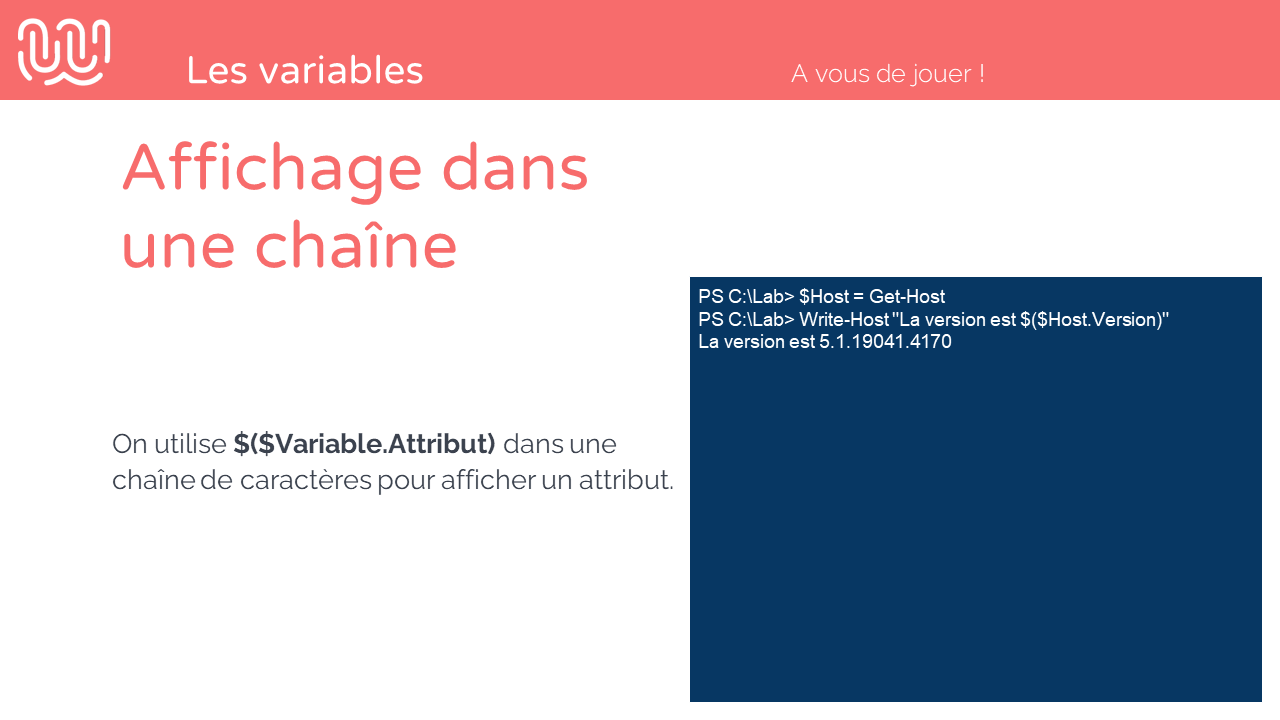 Les variables
A vous de jouer !
Affichage dans
une chaîne
On utilise $($Variable.Attribut) dans une
chaîne de caractères pour afficher un attribut.
PS C:\Lab> $Host = Get-Host
PS C:\Lab> Write-Host "La version est $($Host.Version)"
La version est 5.1.19041.4170